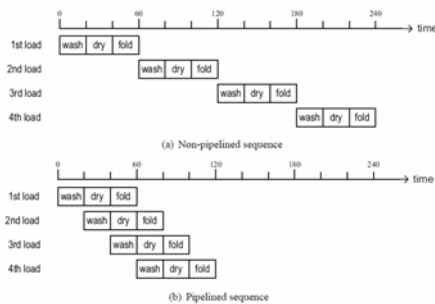 0 60 120 180 240
time
1st load wash dry fold
2nd load wash dry fold
3rd load wash dry fold
4th load wash dry fold
(a) Non-pipelined sequence
0 60 120 180 240
time
1st load wash dry fold
2nd load wash dry fold
3rd load wash dry fold
4th load wash dry fold
(b) Pipelined sequence